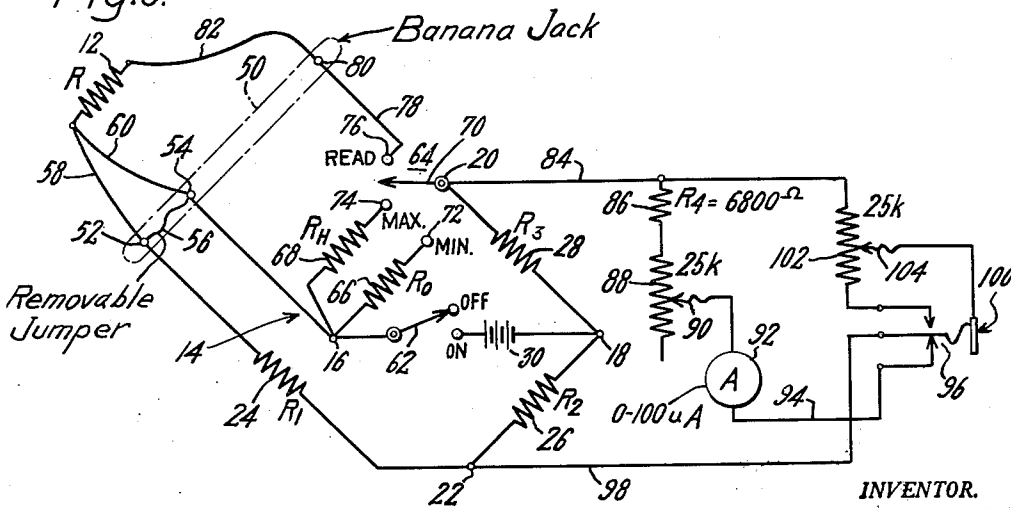 Fig.
Banana Jack
12
82
R
50
80
78
76
60
READ
64
70
20
84
54
58
74
MAX.
72
MIN.
R3
28
86
R4 = 6800-Ω
25k
102
104
100
52
56
RH
68
66
R0
OFF
25k
88
90
Removable
Jumper
14
16
62
ON
30
18
92
A
0-100uA
96
94
24
R1
R2
26
22
98
INVENTOR.